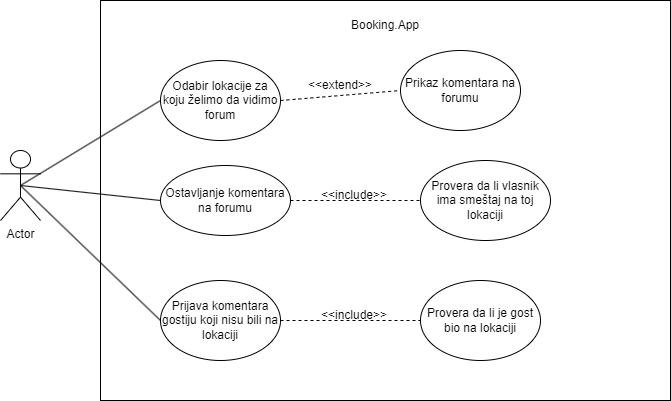 Booking.App
Odabir lokacije za
koju želimo da vidimo
forum
<<extend>>
Prikaz komentara na
forumu
Actor
Ostavljanje komentara
na forumu
<<include>>
Provera da li vlasnik
ima smeštaj na toj
lokaciji
Prijava komentara
gostiju koji nisu bili na
lokaciji
<<include>>
Provera da li je gost
bio na lokaciji